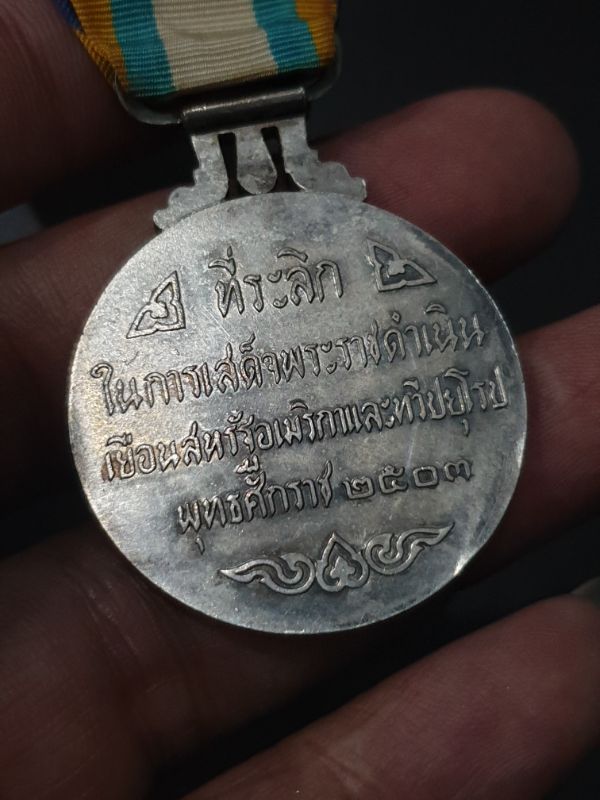 ที่ระลึก
ในการเสด็จพระราชดำเนิน
เยือนสหรัฐอเมริกาและทวีปยุโรป
พุทธศักราช ๒๕๐๓